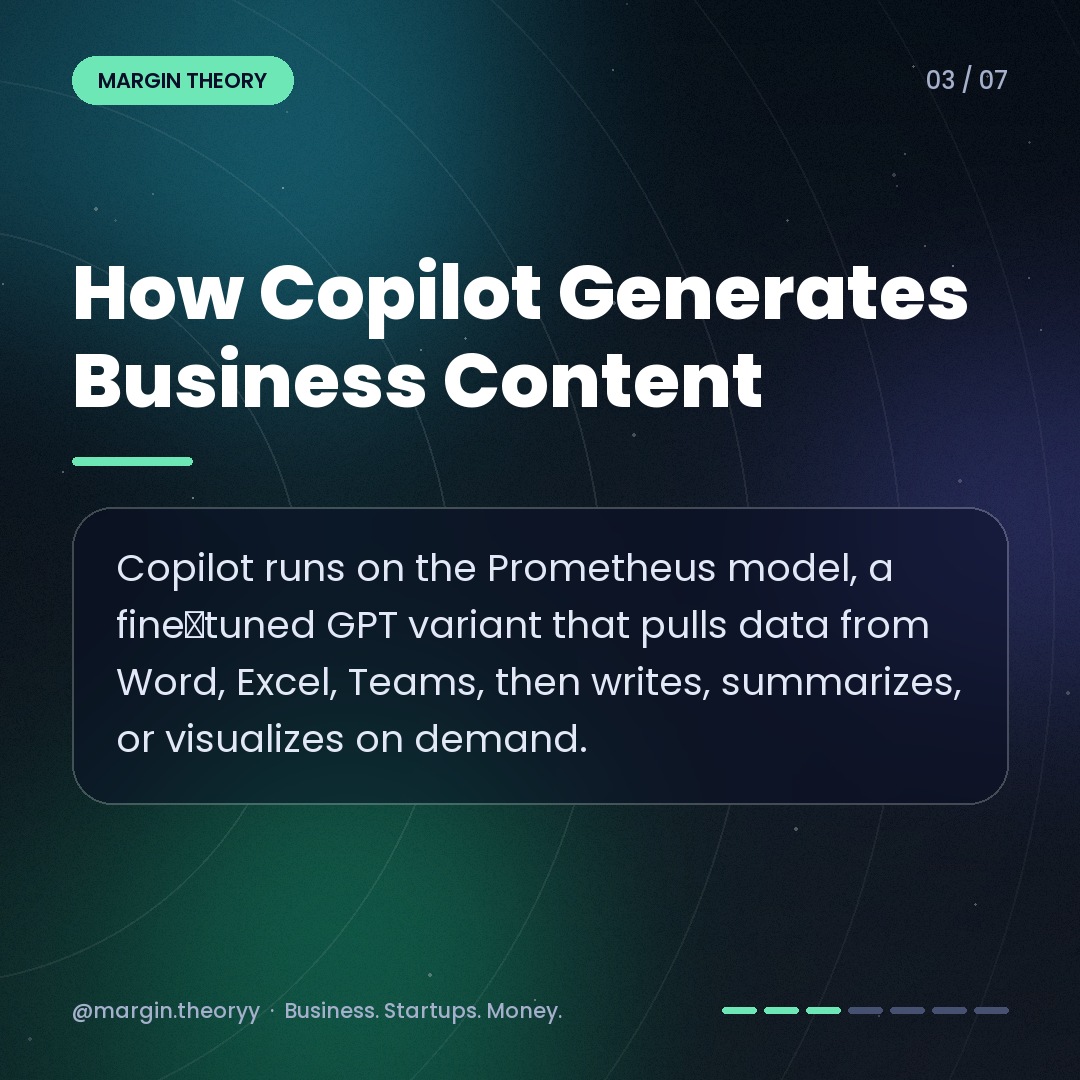 MARGIN THEORY
03 / 07
How Copilot Generates
Business Content
Copilot runs on the Prometheus model, a
fine☒tuned GPT variant that pulls data from
Word, Excel, Teams, then writes, summarizes,
or visualizes on demand.
@margin.theoryy · Business. Startups. Money.